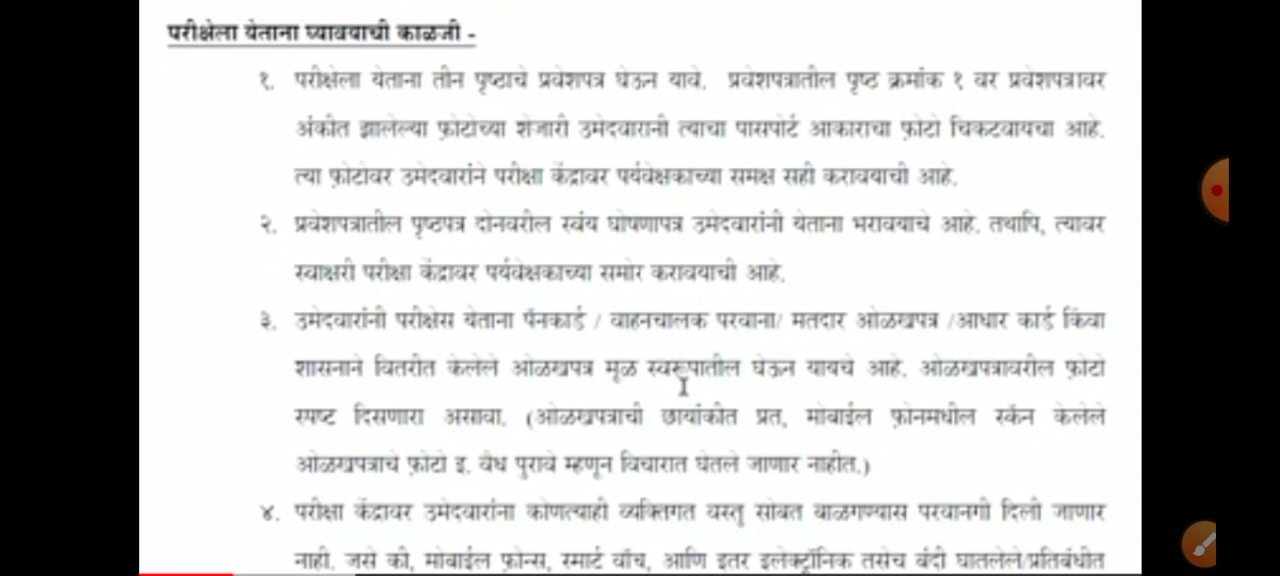 परीक्षेला येताना घ्यावयाची काळजी -
१. परीक्षेला येताना तीन पृष्ठाचे प्रवेशपत्र घेऊन यावे. प्रवेशपत्रातील पृष्ठ क्रमांक १ वर प्रवेशपत्रावर
अंकीत झालेल्या फ़ोटोच्या शेजारी उमेदवारानी त्याचा पासपोर्ट आकाराचा फ़ोटो चिकटवायचा आहे.
त्या फ़ोटोवर उमेदवारांने परीक्षा केंद्रावर पर्यवेक्षकाच्या समक्ष सही करावयाची आहे.
२. प्रवेशपत्रातील पृष्ठपत्र दोनवरील स्वंय घोषणापत्र उमेदवारांनी येताना भरावयाचे आहे. तथापि, त्यावर
स्वाक्षरी परीक्षा केंद्रावर पर्यवेक्षकाच्या समोर करावयाची आहे.
३. उमेदवारांनी परीक्षेस येताना पॅनकार्ड / वाहनचालक परवाना/ मतदार ओळखपत्र /आधार कार्ड किंवा
शासनाने वितरीत केलेले ओळखपत्र मूळ स्वरूपातील घेऊन यायचे आहे. ओळखपत्रावरील फ़ोटो
स्पष्ट दिसणारा असावा. (ओळखपत्राची छायांकीत प्रत, मोबाईल फ़ोनमधील स्कॅन केलेले
ओळखपत्राचे फ़ोटो इ. वैध पुरावे म्हणून विचारात घेतले जाणार नाहीत.)
४. परीक्षा केंद्रावर उमेदवारांना कोणत्याही व्यक्तिगत वस्तू सोबत बाळगण्यास परवानगी दिली जाणार
नाही. जसे की, मोबाईल फ़ोन्स, स्मार्ट वॉच, आणि इतर इलेक्ट्रॉनिक तसेच बंदी घातलेले/प्रतिबंधीत